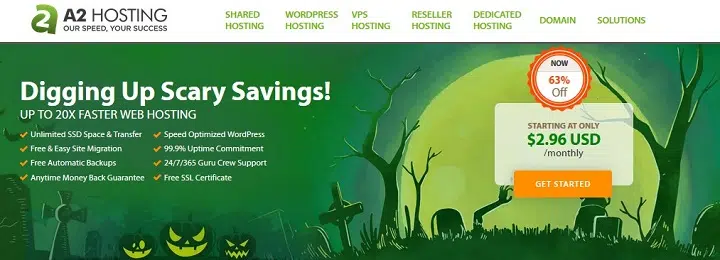 A2 HOSTING
OUR SPEED, YOUR SUCCESS
SHARED
HOSTING
WORDPRESS
HOSTING
VPS
HOSTING
RESELLER
HOSTING
DEDICATED
HOSTING
DOMAIN
SOLUTIONS
Digging Up Scary Savings!
UP TO 20X FASTER WEB HOSTING
Unlimited SSD Space & Transfer
Free & Easy Site Migration
Free Automatic Backups
Anytime Money Back Guarantee
Speed Optimized WordPress
99.9% Uptime Commitment
24/7/365 Guru Crew Support
Free SSL Certificate
NOW
63%
Off
STARTING AT ONLY
$2.96 USD
/monthly
GET STARTED